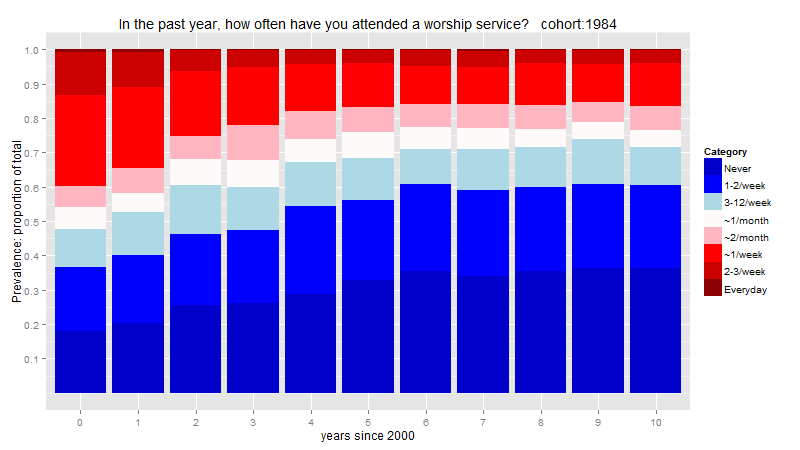 In the past year, how often have you attended a worship service?   cohort:1984
Prevalence: proportion of total
1.0
0.9
0.8
0.7
0.6
0.5
0.4
0.3
0.2
0.1
0 1 2 3 4 5 6 7 8 9 10
years since 2000
Category
Never
1-2/week
3-12/week
~1/month
~2/month
~1/week
2-3/week
Everyday